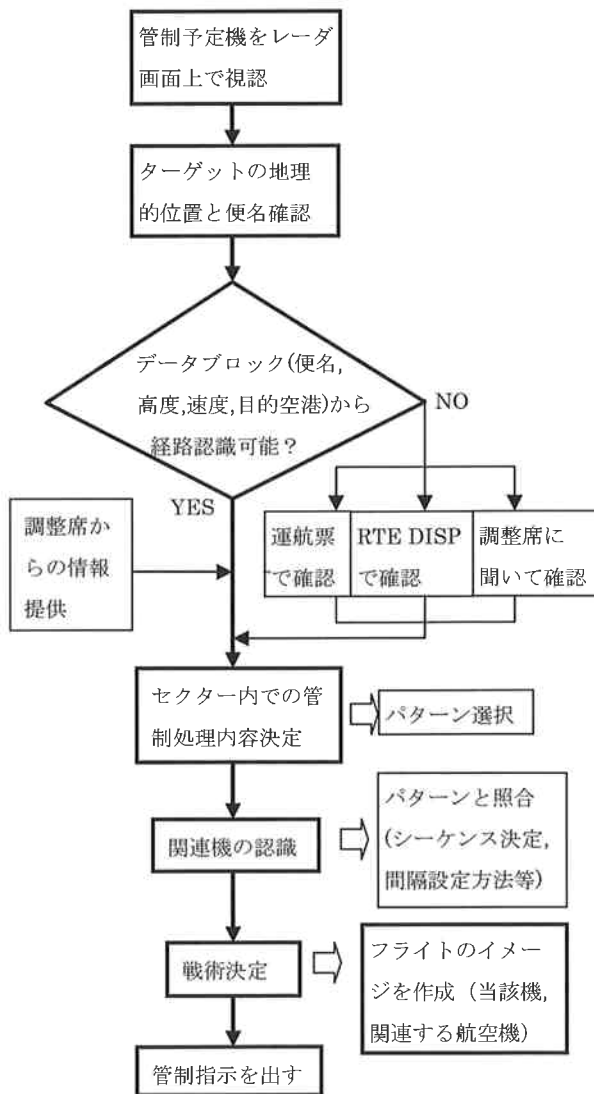 管制予定機をレーダ
画面上で視認
ターゲットの地理
的位置と便名確認
データブロック(便名,
高度,速度,目的空港)から
経路認識可能？
NO
YES
調整席か
らの情報
提供
運航票
で確認
RTE DISP
で確認
調整席に
聞いて確認
セクター内での管
制処理内容決定
パターン選択
関連機の認識
パターンと照合
(シーケンス決定,
間隔設定方法等)
戦術決定
フライトのイメー
ジを作成（当該機,
関連する航空機）
管制指示を出す